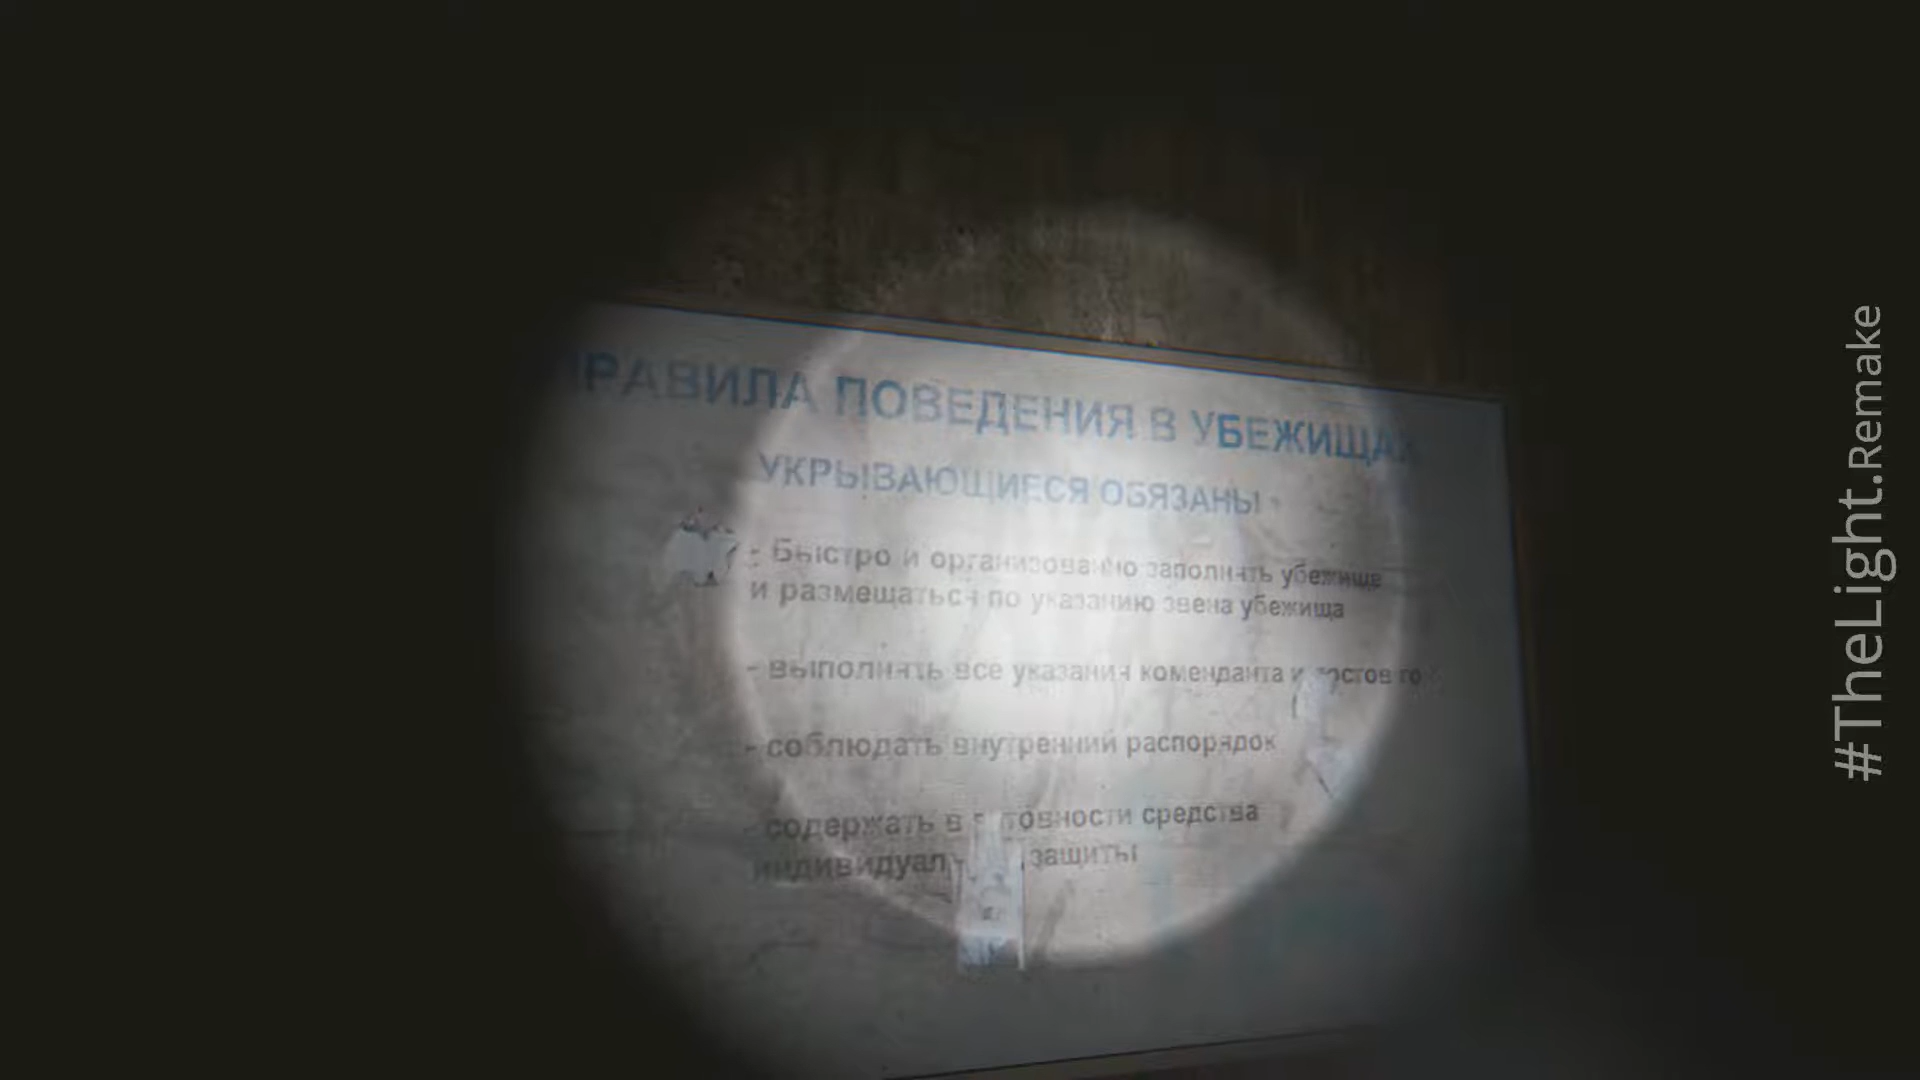 ПРАВИЛА ПОВЕДЕНИЯ В УБЕЖИЩАХ
УКРЫВАЮЩИЕСЯ ОБЯЗАНЫ :
- Быстро и организованно заполнять убежище
и размещаться по указанию звена убежища
- выполнять все указания коменданта и
- соблюдать внутренний распорядок
- содержать в готовности средства
защиты
#TheLight.Remake